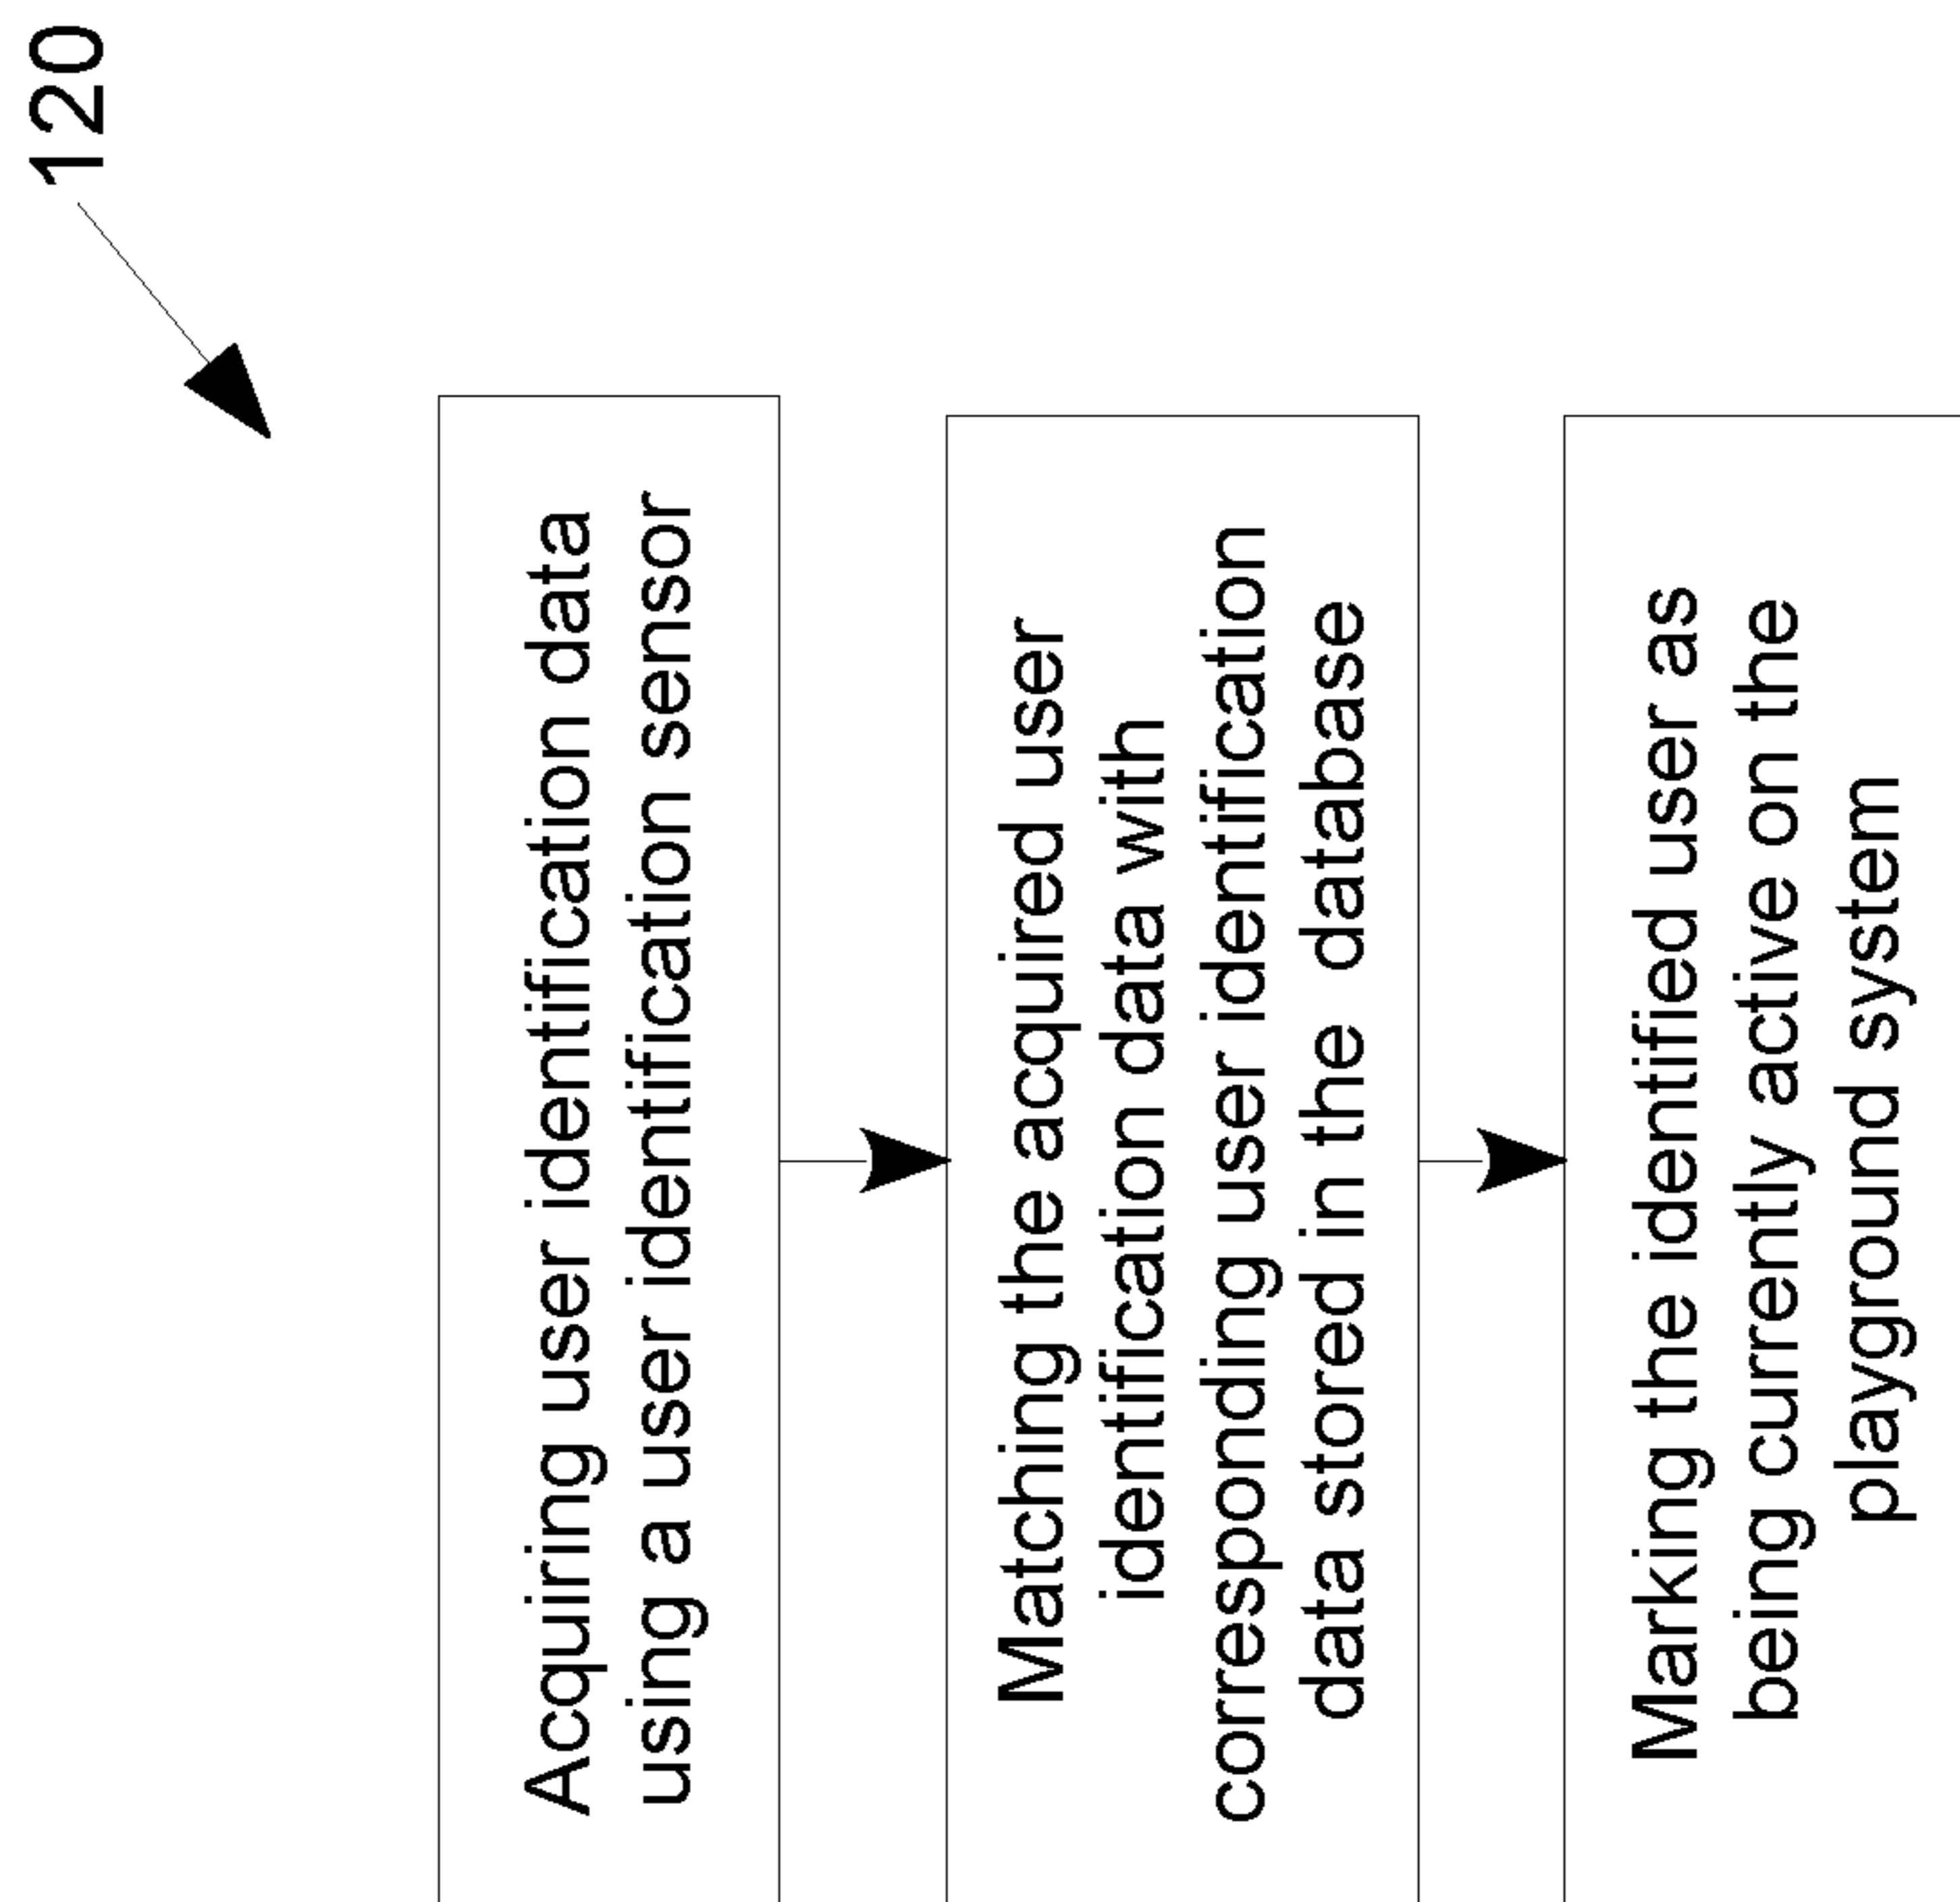 120
Acquiring user identification data
using a user identification sensor
Matching the acquired user
identification data with
corresponding user identification
data stored in the database
Marking the identified user as
being currently active on the
playground system